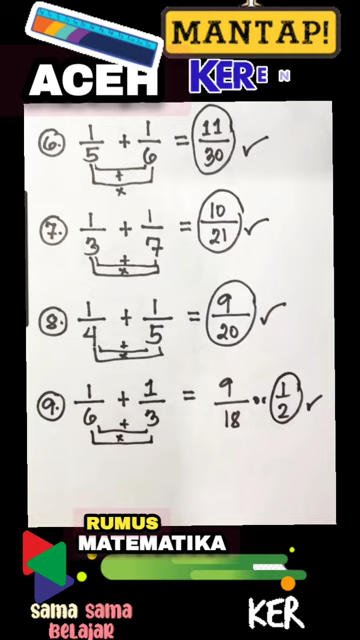 MANTAP!
ACEH KEREN
6. 1/5 + 1/6 = 11/30 ✓
+
×
7. 1/3 + 1/7 = 10/21 ✓
+
×
8. 1/4 + 1/5 = 9/20 ✓
+
×
9. 1/6 + 1/3 = 9/18 or 1/2 ✓
+
×
RUMUS
MATEMATIKA
sama sama
BELAJAR
KER